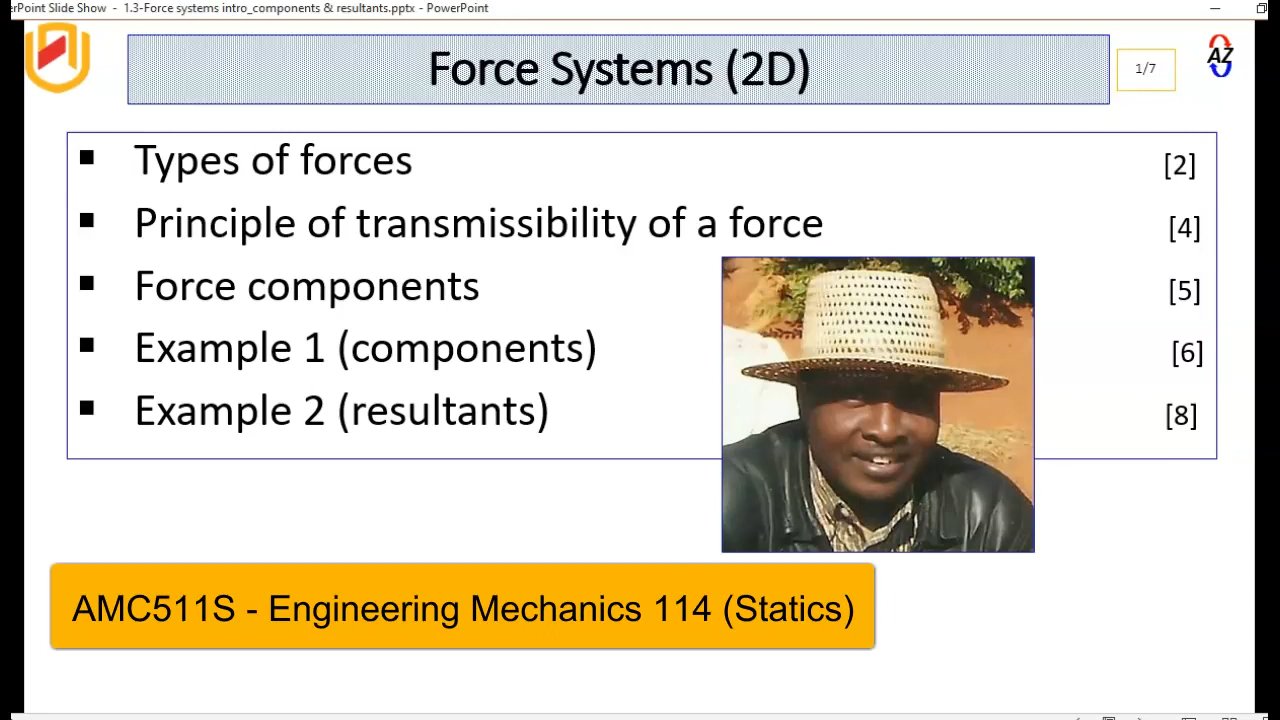 erPoint Slide Show - 1.3-Force systems intro_components & resultants.pptx - PowerPoint
Force Systems (2D)
1/7
AZ
▪ Types of forces [2]
▪ Principle of transmissibility of a force [4]
▪ Force components [5]
▪ Example 1 (components) [6]
▪ Example 2 (resultants) [8]
AMC511S - Engineering Mechanics 114 (Statics)